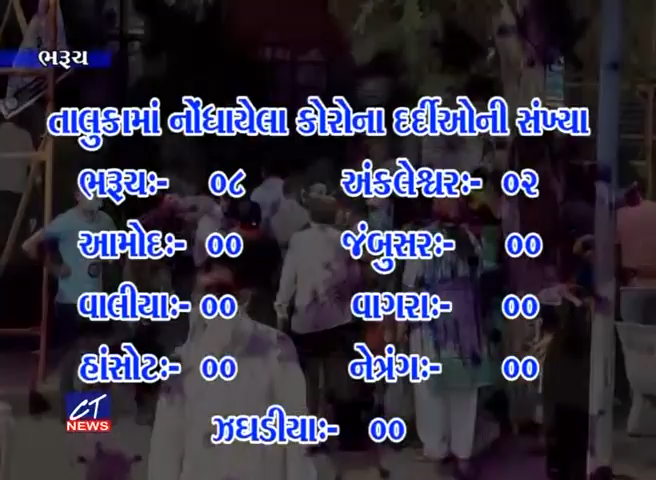 ભરૂચ
તાલુકામાં નોંધાયેલા કોરોના દર્દીઓની સંખ્યા
ભરૂચઃ- ૦૮ અંકલેશ્વરઃ- ૦૨
આમોદઃ- ૦૦ જંબુસરઃ- ૦૦
વાલીયાઃ- ૦૦ વાગરાઃ- ૦૦
હાંસોટઃ- ૦૦ નેત્રંગઃ- ૦૦
ઝઘડીયાઃ- ૦૦
CT
NEWS